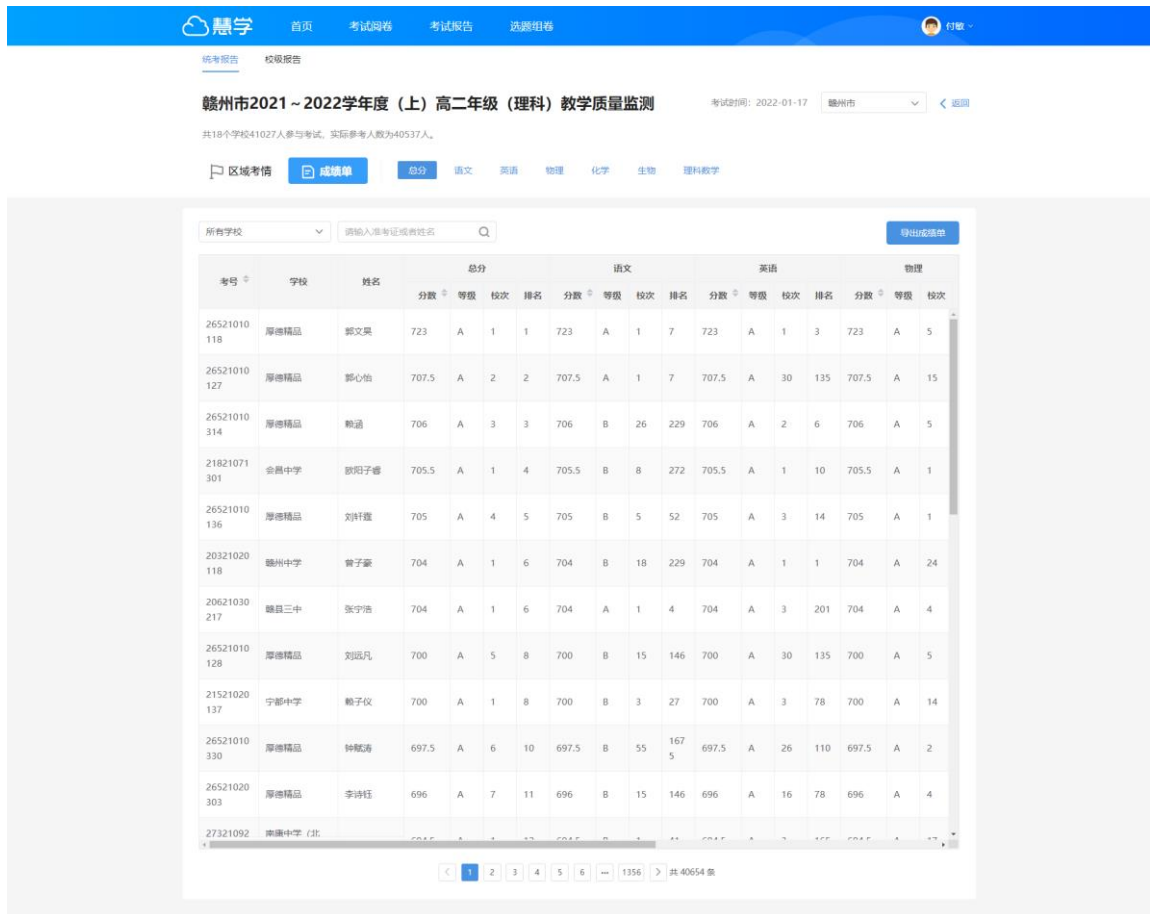 慧学 首页 考试阅卷 考试报告 选题组卷 付敏
统考报告 校级报告
赣州市2021～2022学年度（上）高二年级（理科）教学质量监测 考试时间：2022-01-17 赣州市 返回
共18个学校41027人参与考试，实际参考人数为40537人。
区域考情 成绩单 总分 语文 英语 物理 化学 生物 理科数学
所有学校 请输入准考证或者姓名 导出成绩单
考号 学校 姓名 总分 语文 英语 物理
分数 等级 校次 排名 分数 等级 校次 排名 分数 等级 校次 排名 分数 等级 校次
26521010118 厚德精品 郭文昊 723 A 1 1 723 A 1 7 723 A 1 3 723 A 5
26521010127 厚德精品 郭心怡 707.5 A 2 2 707.5 A 1 7 707.5 A 30 135 707.5 A 15
26521010314 厚德精品 赖涵 706 A 3 3 706 B 26 229 706 A 2 6 706 A 5
21821071301 会昌中学 欧阳子睿 705.5 A 1 4 705.5 B 8 272 705.5 A 1 10 705.5 A 1
26521010136 厚德精品 刘轩霆 705 A 4 5 705 B 5 52 705 A 3 14 705 A 1
20321020118 赣州中学 曾子豪 704 A 1 6 704 B 18 229 704 A 1 1 704 A 24
20621030217 赣县三中 张宁浩 704 A 1 6 704 A 1 4 704 A 3 201 704 A 4
26521010128 厚德精品 刘远凡 700 A 5 8 700 B 15 146 700 A 30 135 700 A 5
21521020137 宁都中学 赖子仪 700 A 1 8 700 B 3 27 700 A 3 78 700 A 14
26521010330 厚德精品 钟赋涛 697.5 A 6 10 697.5 B 55 1675 697.5 A 26 110 697.5 A 2
26521020303 厚德精品 李诗钰 696 A 7 11 696 B 15 146 696 A 16 78 696 A 4
27321092 南康中学（北
1 2 3 4 5 6 ••• 1356 共 40654 条